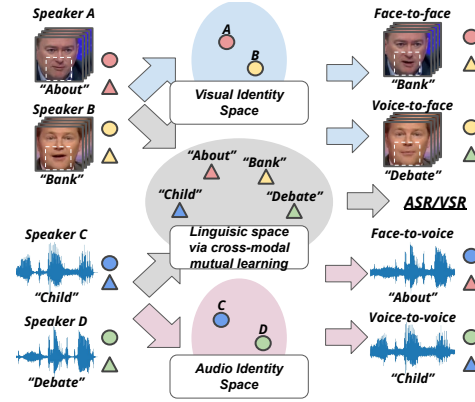 Speaker A
"About"
Speaker B
"Bank"
A
B
Visual Identity
Space
Face-to-face
"Bank"
Voice-to-face
"Debate"
"About"
"Bank"
"Child"
"Debate"
Linguisic space
via cross-modal
mutual learning
ASR/VSR
Speaker C
"Child"
Speaker D
"Debate"
C
D
Audio Identity
Space
Face-to-voice
"About"
Voice-to-voice
"Child"